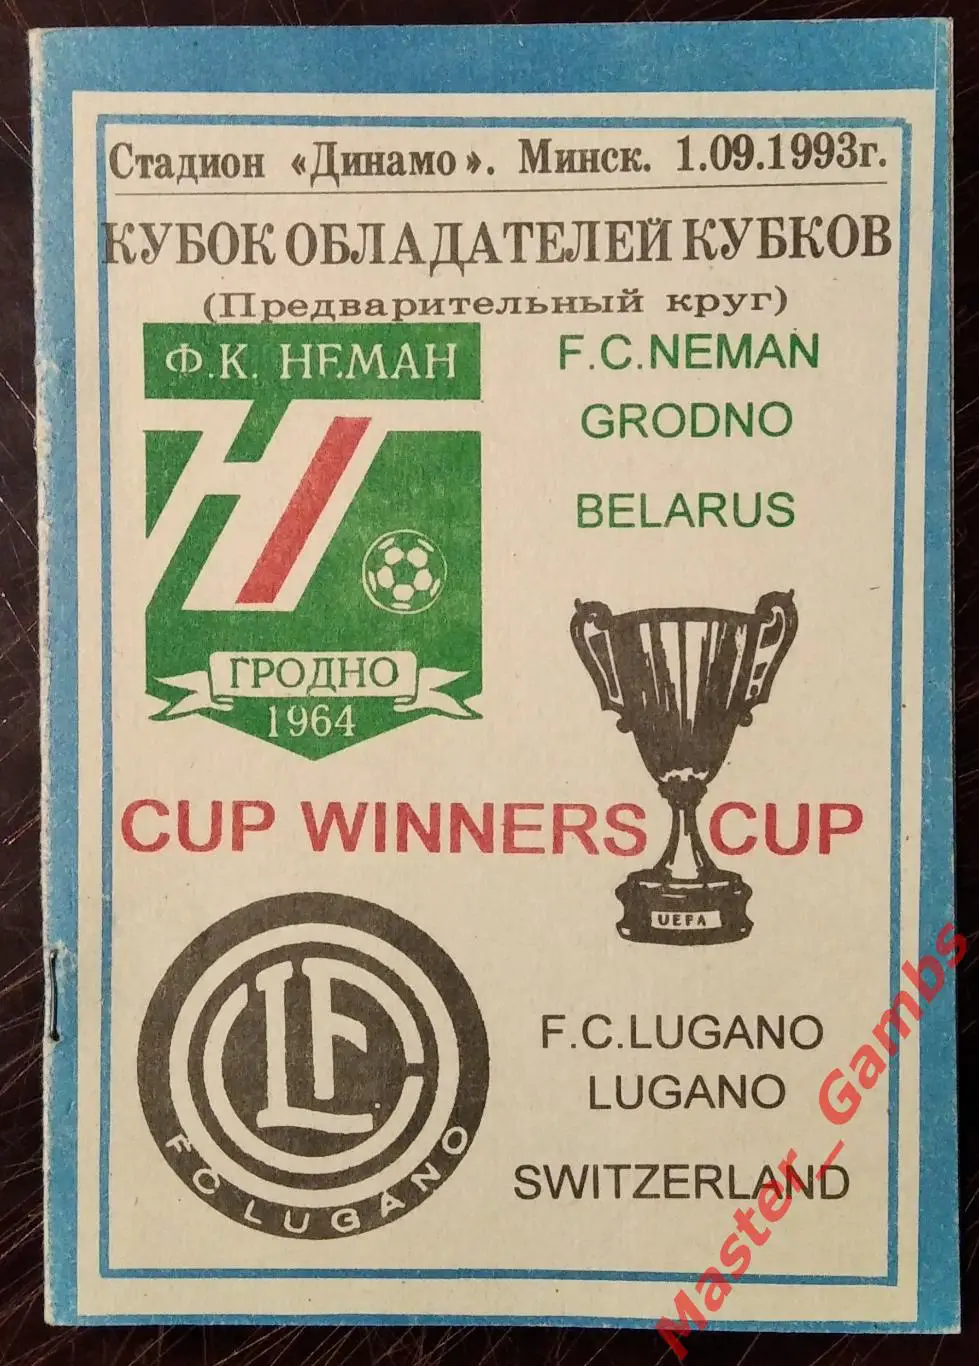 Стадион «Динамо». Минск. 1.09.1993г.
КУБОК ОБЛАДАТЕЛЕЙ КУБКОВ
(Предварительный круг)
Ф.К. НЕМАН
Н
ГРОДНО
1964
F.C.NEMAN
GRODNO
BELARUS
CUP WINNERS CUP
UEFA
FCL
FC LUGANO
F.C.LUGANO
LUGANO
SWITZERLAND
Master_Gambs